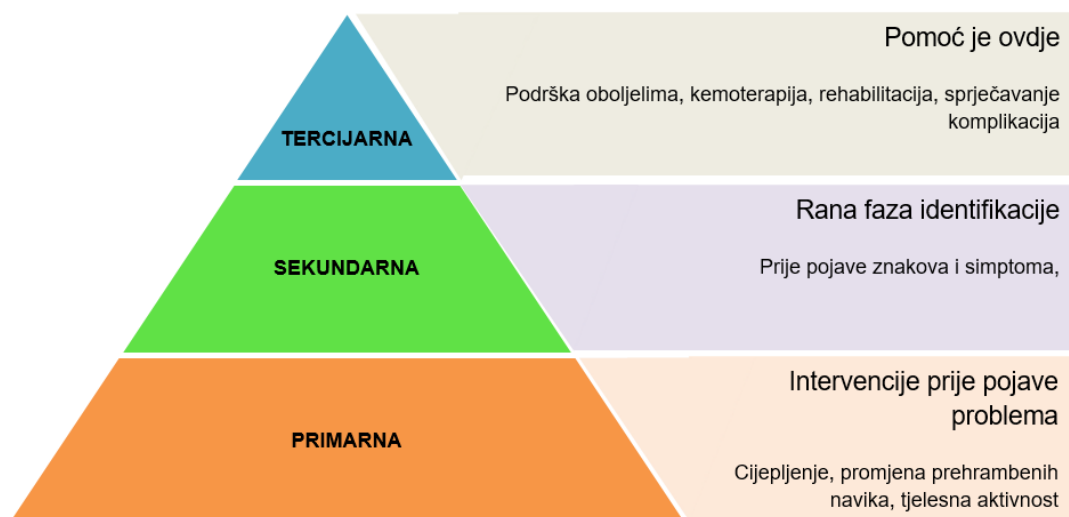 Pomoć je ovdje
Podrška oboljelima, kemoterapija, rehabilitacija, sprječavanje
komplikacija
TERCIJARNA
Rana faza identifikacije
SEKUNDARNA
Prije pojave znakova i simptoma,
Intervencije prije pojave
problema
PRIMARNA
Cijepljenje, promjena prehrambenih
navika, tjelesna aktivnost